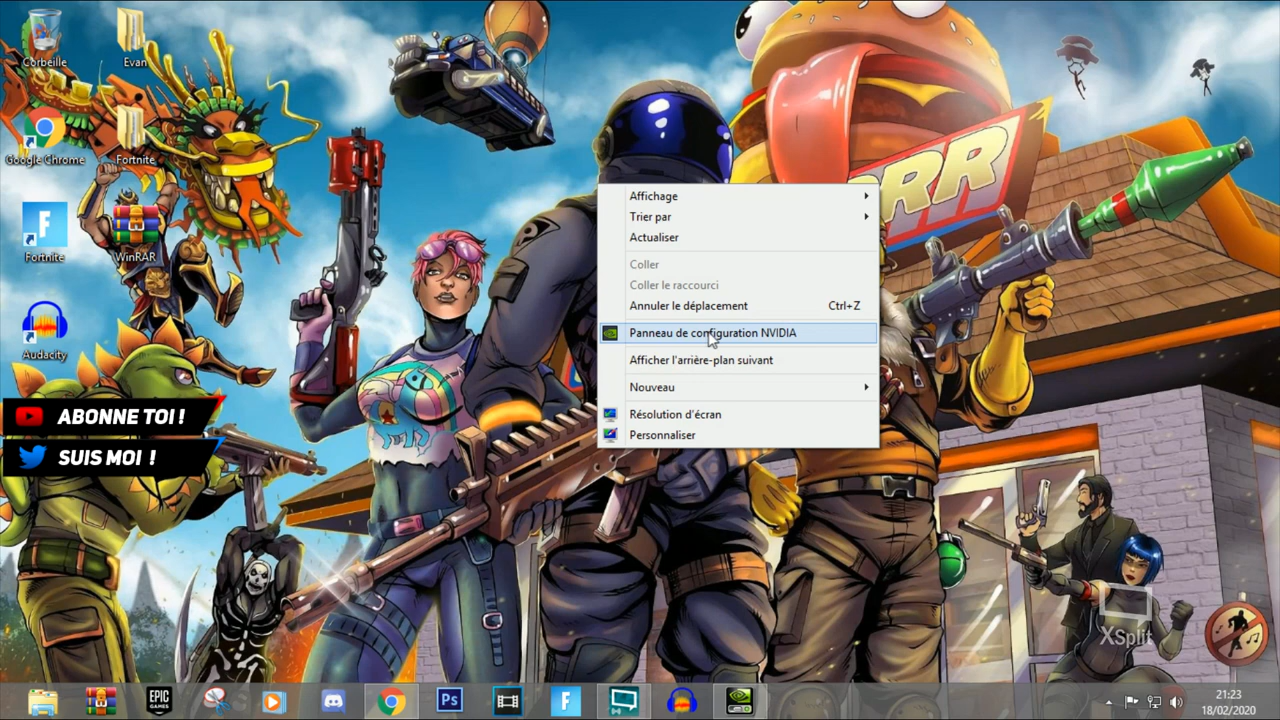 Corbeille
Evan
Google Chrome
Fortnite
F
Fortnite
WinRAR
Audacity
ABONNE TOI !
SUIS MOI !
RR
Affichage
Trier par
Actualiser
Coller
Coller le raccourci
Annuler le déplacement Ctrl+Z
Panneau de configuration NVIDIA
Afficher l'arrière-plan suivant
Nouveau
Résolution d'écran
Personnaliser
XSplit
EPIC
GAMES
Ps
F
21:23
18/02/2020